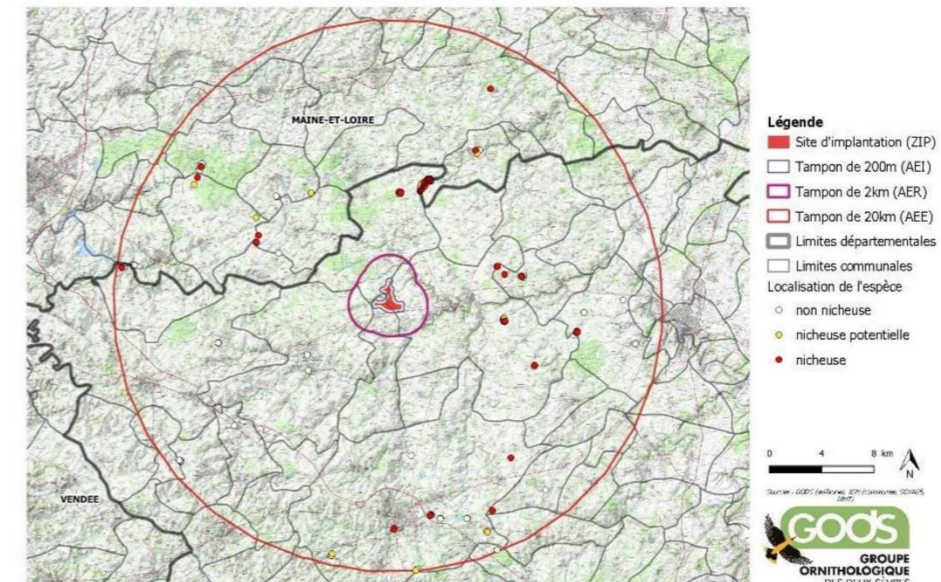 MAINE-ET-LOIRE
VENDEE
Légende
Site d'implantation (ZIP)
Tampon de 200m (AEI)
Tampon de 2km (AER)
Tampon de 20km (AEE)
Limites départementales
Limites communales
Localisation de l'espèce
non nicheuse
nicheuse potentielle
nicheuse
0 4 8 km
N
GODS
GROUPE
ORNITHOLOGIQUE